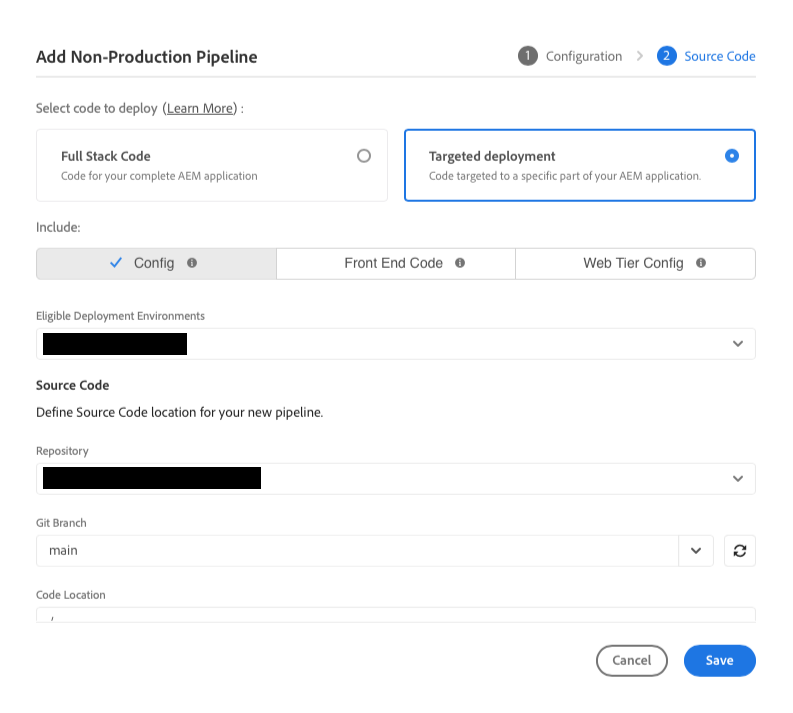 Add Non-Production Pipeline
1 Configuration > 2 Source Code
Select code to deploy (Learn More) :
Full Stack Code
Code for your complete AEM application
Targeted deployment
Code targeted to a specific part of your AEM application.
Include:
Config
Front End Code
Web Tier Config
Eligible Deployment Environments
Source Code
Define Source Code location for your new pipeline.
Repository
Git Branch
main
Code Location
Cancel
Save